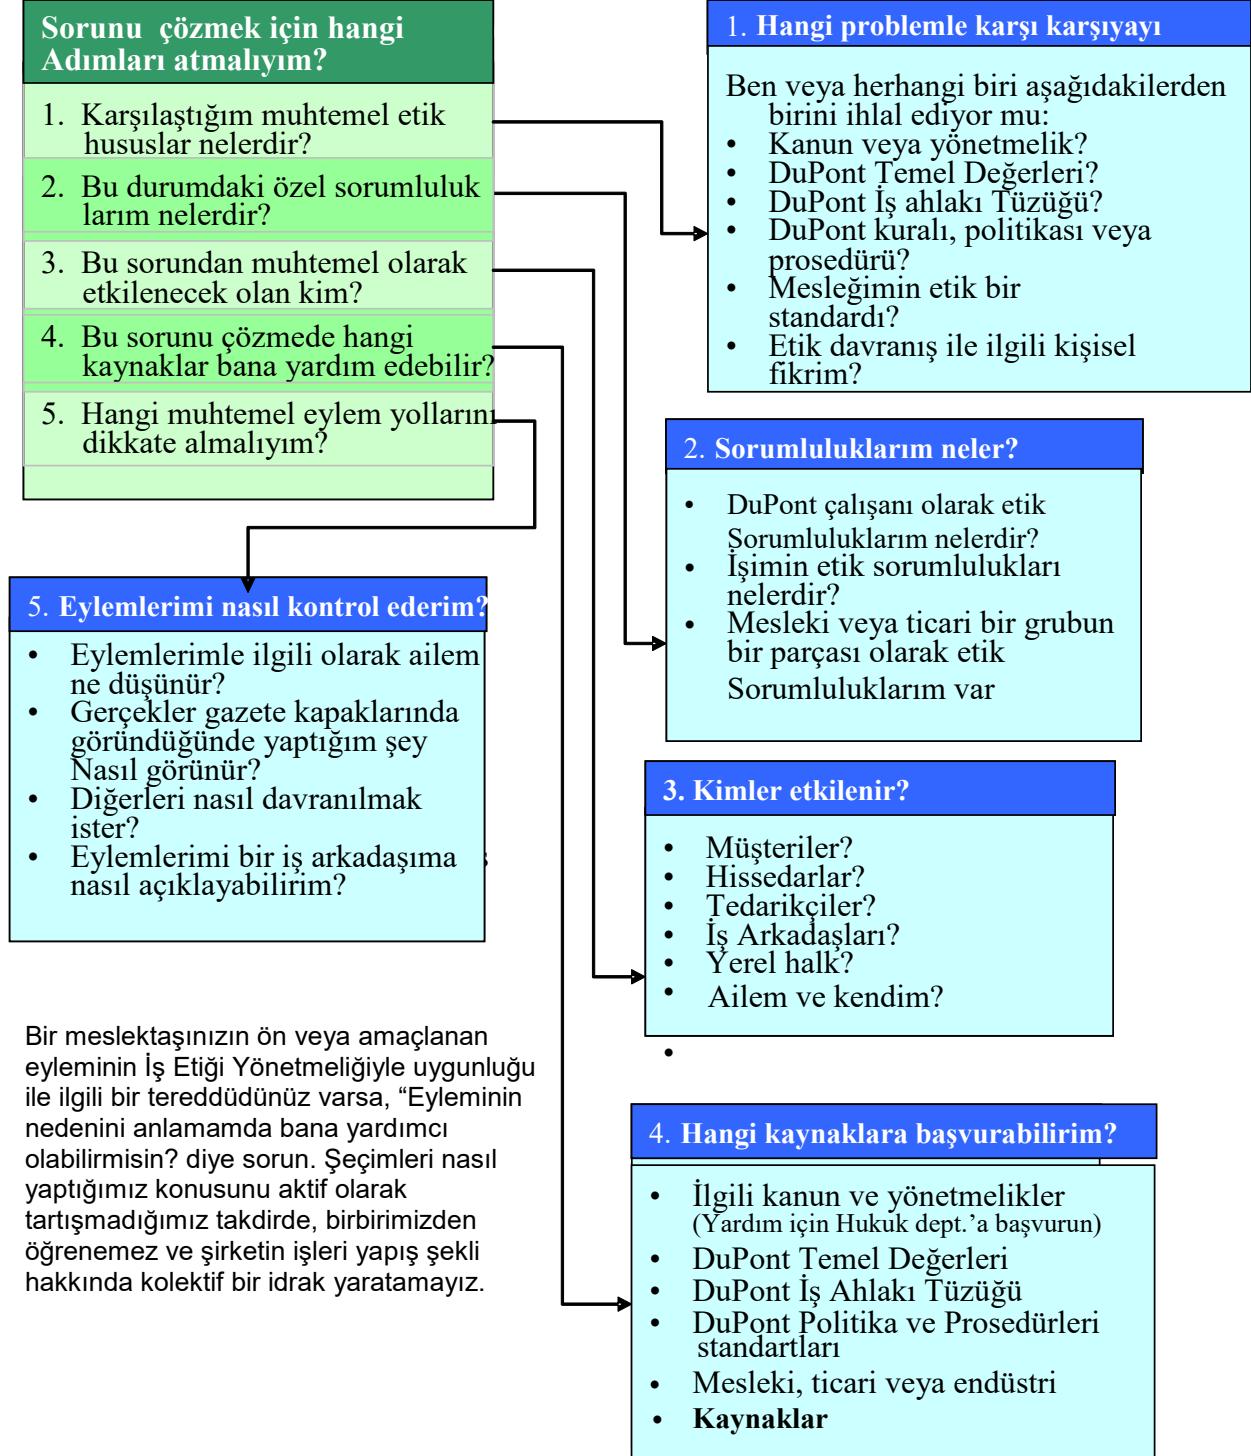 Sorunu çözmek için hangi
Adımları atmalıyım?
1. Karşılaştığım muhtemel etik
hususlar nelerdir?
2. Bu durumdaki özel sorumluluk
larım nelerdir?
3. Bu sorundan muhtemel olarak
etkilenecek olan kim?
4. Bu sorunu çözmede hangi
kaynaklar bana yardım edebilir?
5. Hangi muhtemel eylem yollarını
dikkate almalıyım?
1. Hangi problemle karşı karşıyayı
Ben veya herhangi biri aşağıdakilerden
birini ihlal ediyor mu:
• Kanun veya yönetmelik?
• DuPont Temel Değerleri?
• DuPont İş ahlakı Tüzüğü?
• DuPont kuralı, politikası veya
prosedürü?
• Mesleğimin etik bir
standardı?
• Etik davranış ile ilgili kişisel
fikrim?
2. Sorumluluklarım neler?
• DuPont çalışanı olarak etik
Sorumluluklarım nelerdir?
• İşimin etik sorumlulukları
nelerdir?
• Mesleki veya ticari bir grubun
bir parçası olarak etik
Sorumluluklarım var
5. Eylemlerimi nasıl kontrol ederim?
• Eylemlerimle ilgili olarak ailem
ne düşünür?
• Gerçekler gazete kapaklarında
göründüğünde yaptığım şey
Nasıl görünür?
• Diğerleri nasıl davranılmak
ister?
• Eylemlerimi bir iş arkadaşıma
nasıl açıklayabilirim?
3. Kimler etkilenir?
• Müşteriler?
• Hissedarlar?
• Tedarikçiler?
• İş Arkadaşları?
• Yerel halk?
• Ailem ve kendim?
•
Bir meslektaşınızın ön veya amaçlanan
eyleminin İş Etiği Yönetmeliğiyle uygunluğu
ile ilgili bir tereddüdünüz varsa, “Eyleminin
nedenini anlamamda bana yardımcı
olabilirmisin? diye sorun. Şeçimleri nasıl
yaptığımız konusunu aktif olarak
tartışmadığımız takdirde, birbirimizden
öğrenemez ve şirketin işleri yapış şekli
hakkında kolektif bir idrak yaratamayız.
4. Hangi kaynaklara başvurabilirim?
• İlgili kanun ve yönetmelikler
(Yardım için Hukuk dept.’a başvurun)
• DuPont Temel Değerleri
• DuPont İş Ahlakı Tüzüğü
• DuPont Politika ve Prosedürleri
standartları
• Mesleki, ticari veya endüstri
• Kaynaklar